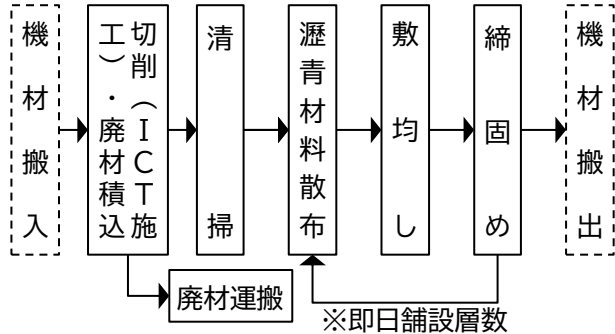 機材搬入
切削（ICT施
工）・廃材積込
清掃
瀝青材料散布
敷均し
締固め
機材搬出
廃材運搬
※即日舗設層数